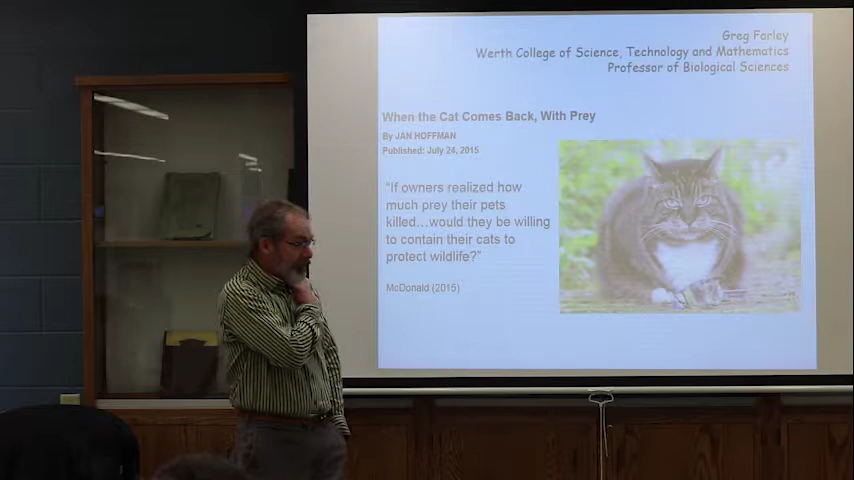 Greg Farley
Werth College of Science, Technology and Mathematics
Professor of Biological Sciences
When the Cat Comes Back, With Prey
By JAN HOFFMAN
Published: July 24, 2015
"If owners realized how
much prey their pets
killed…would they be willing
to contain their cats to
protect wildlife?"
McDonald (2015)